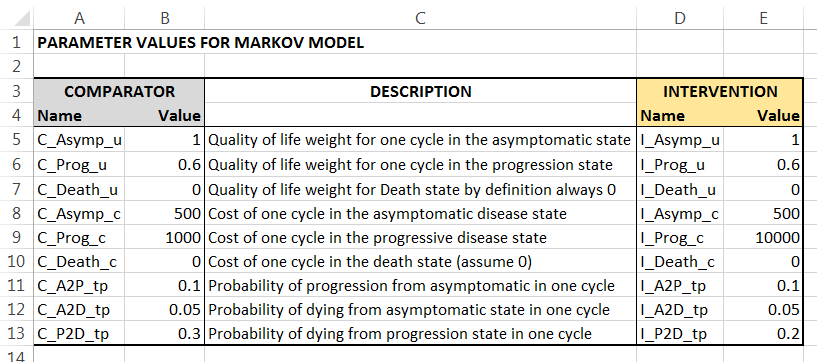 A B C D E
1 PARAMETER VALUES FOR MARKOV MODEL
2
3 COMPARATOR DESCRIPTION INTERVENTION
4 Name Value Name Value
5 C_Asymp_u 1 Quality of life weight for one cycle in the asymptomatic state I_Asymp_u 1
6 C_Prog_u 0.6 Quality of life weight for one cycle in the progression state I_Prog_u 0.6
7 C_Death_u 0 Quality of life weight for Death state by definition always 0 I_Death_u 0
8 C_Asymp_c 500 Cost of one cycle in the asymptomatic disease state I_Asymp_c 500
9 C_Prog_c 1000 Cost of one cycle in the progressive disease state I_Prog_c 10000
10 C_Death_c 0 Cost of one cycle in the death state (assume 0) I_Death_c 0
11 C_A2P_tp 0.1 Probability of progression from asymptomatic in one cycle I_A2P_tp 0.1
12 C_A2D_tp 0.05 Probability of dying from asymptomatic state in one cycle I_A2D_tp 0.05
13 C_P2D_tp 0.3 Probability of dying from progression state in one cycle I_P2D_tp 0.2
14